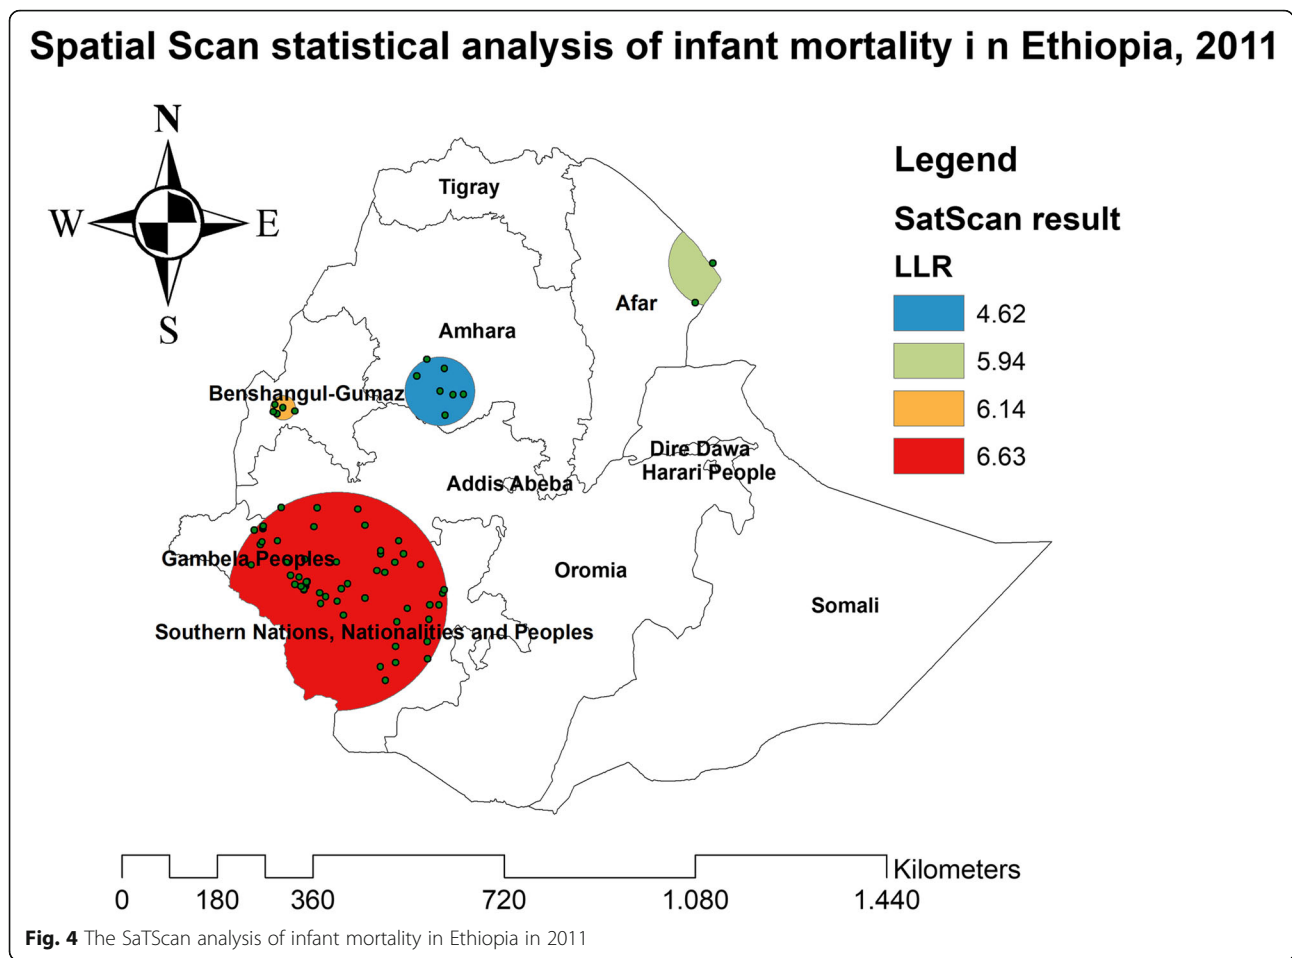 Spatial Scan statistical analysis of infant mortality i n Ethiopia, 2011
N
W
E
S
Legend
SatScan result
LLR
4.62
5.94
6.14
6.63
Tigray
Afar
Amhara
Benshangul-Gumaz
Dire Dawa
Harari People
Addis Abeba
Gambela Peoples
Oromia
Somali
Southern Nations, Nationalities and Peoples
Kilometers
0 180 360 720 1.080 1.440
Fig. 4 The SaTScan analysis of infant mortality in Ethiopia in 2011